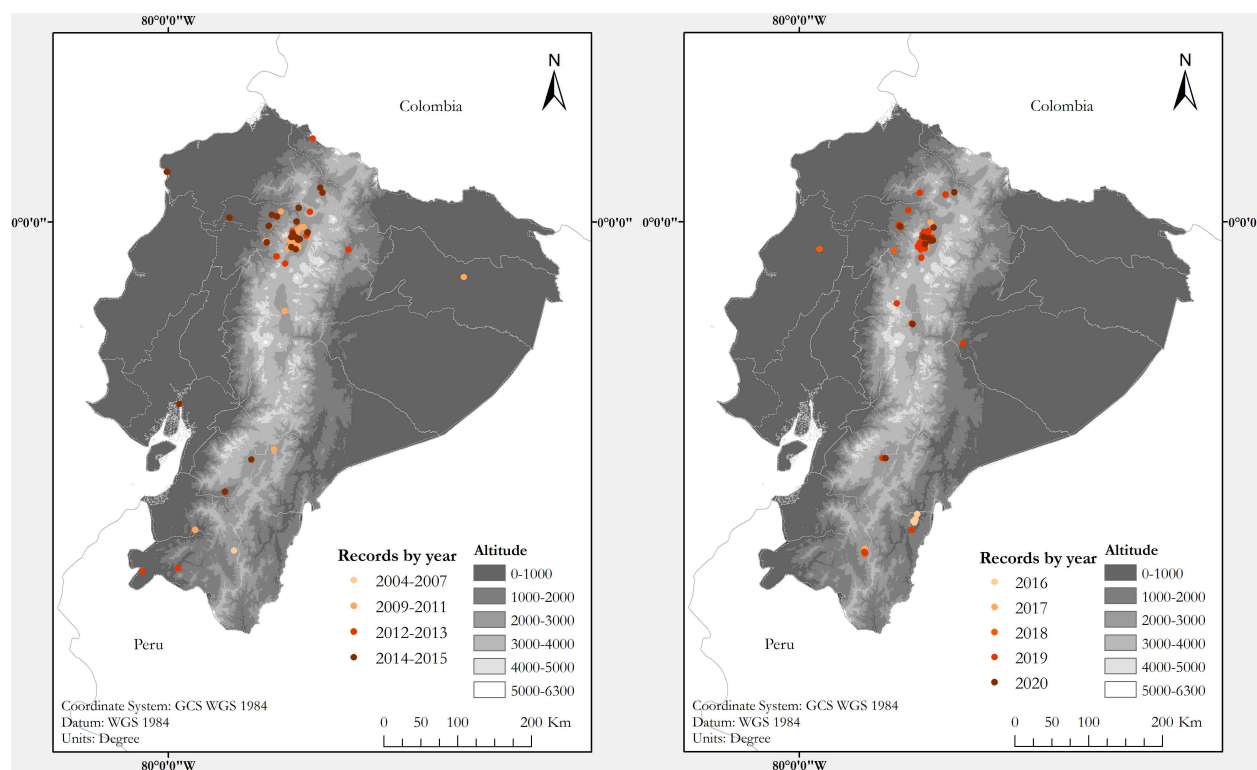 80°0'0"W
N
Colombia
0°0'0"
0°0'0"
Records by year
2004-2007
2009-2011
2012-2013
2014-2015
Altitude
0-1000
1000-2000
2000-3000
3000-4000
4000-5000
5000-6300
Peru
Coordinate System: GCS WGS 1984
Datum: WGS 1984
Units: Degree
0 50 100 200 Km
80°0'0"W
80°0'0"W
N
Colombia
0°0'0"
0°0'0"
Records by year
2016
2017
2018
2019
2020
Altitude
0-1000
1000-2000
2000-3000
3000-4000
4000-5000
5000-6300
Peru
Coordinate System: GCS WGS 1984
Datum: WGS 1984
Units: Degree
0 50 100 200 Km
80°0'0"W